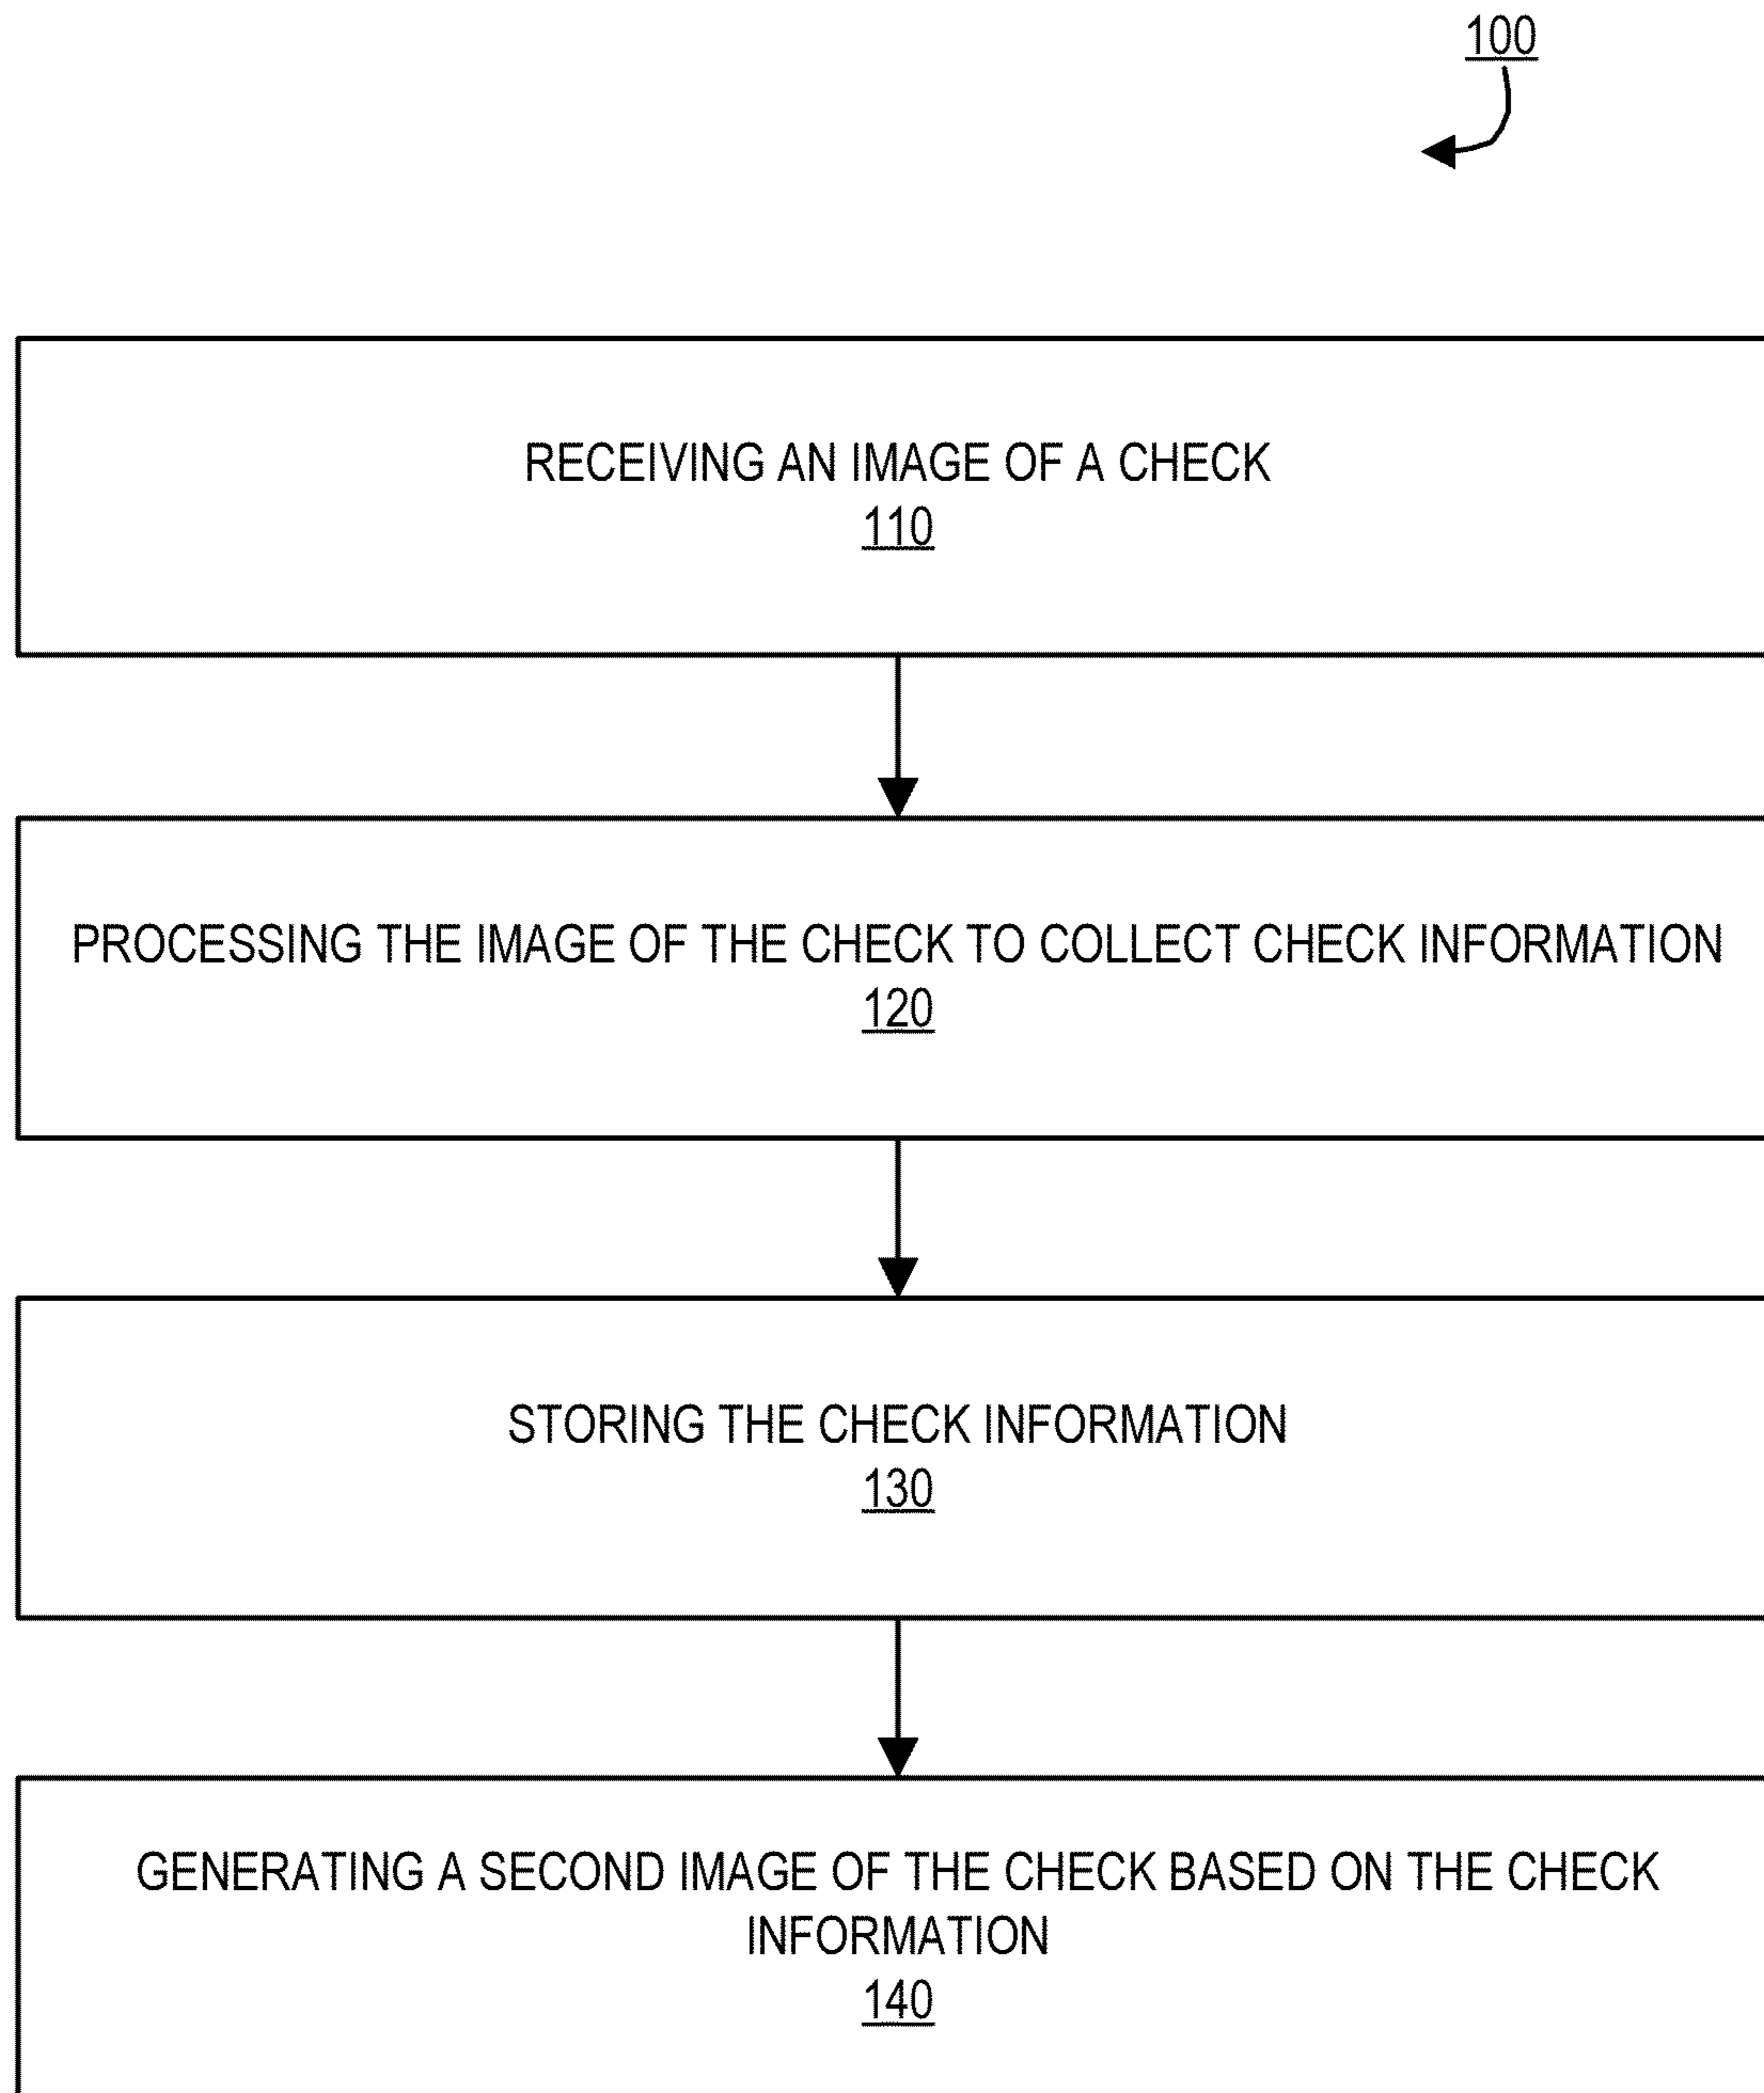 100
RECEIVING AN IMAGE OF A CHECK
110
PROCESSING THE IMAGE OF THE CHECK TO COLLECT CHECK INFORMATION
120
STORING THE CHECK INFORMATION
130
GENERATING A SECOND IMAGE OF THE CHECK BASED ON THE CHECK
INFORMATION
140